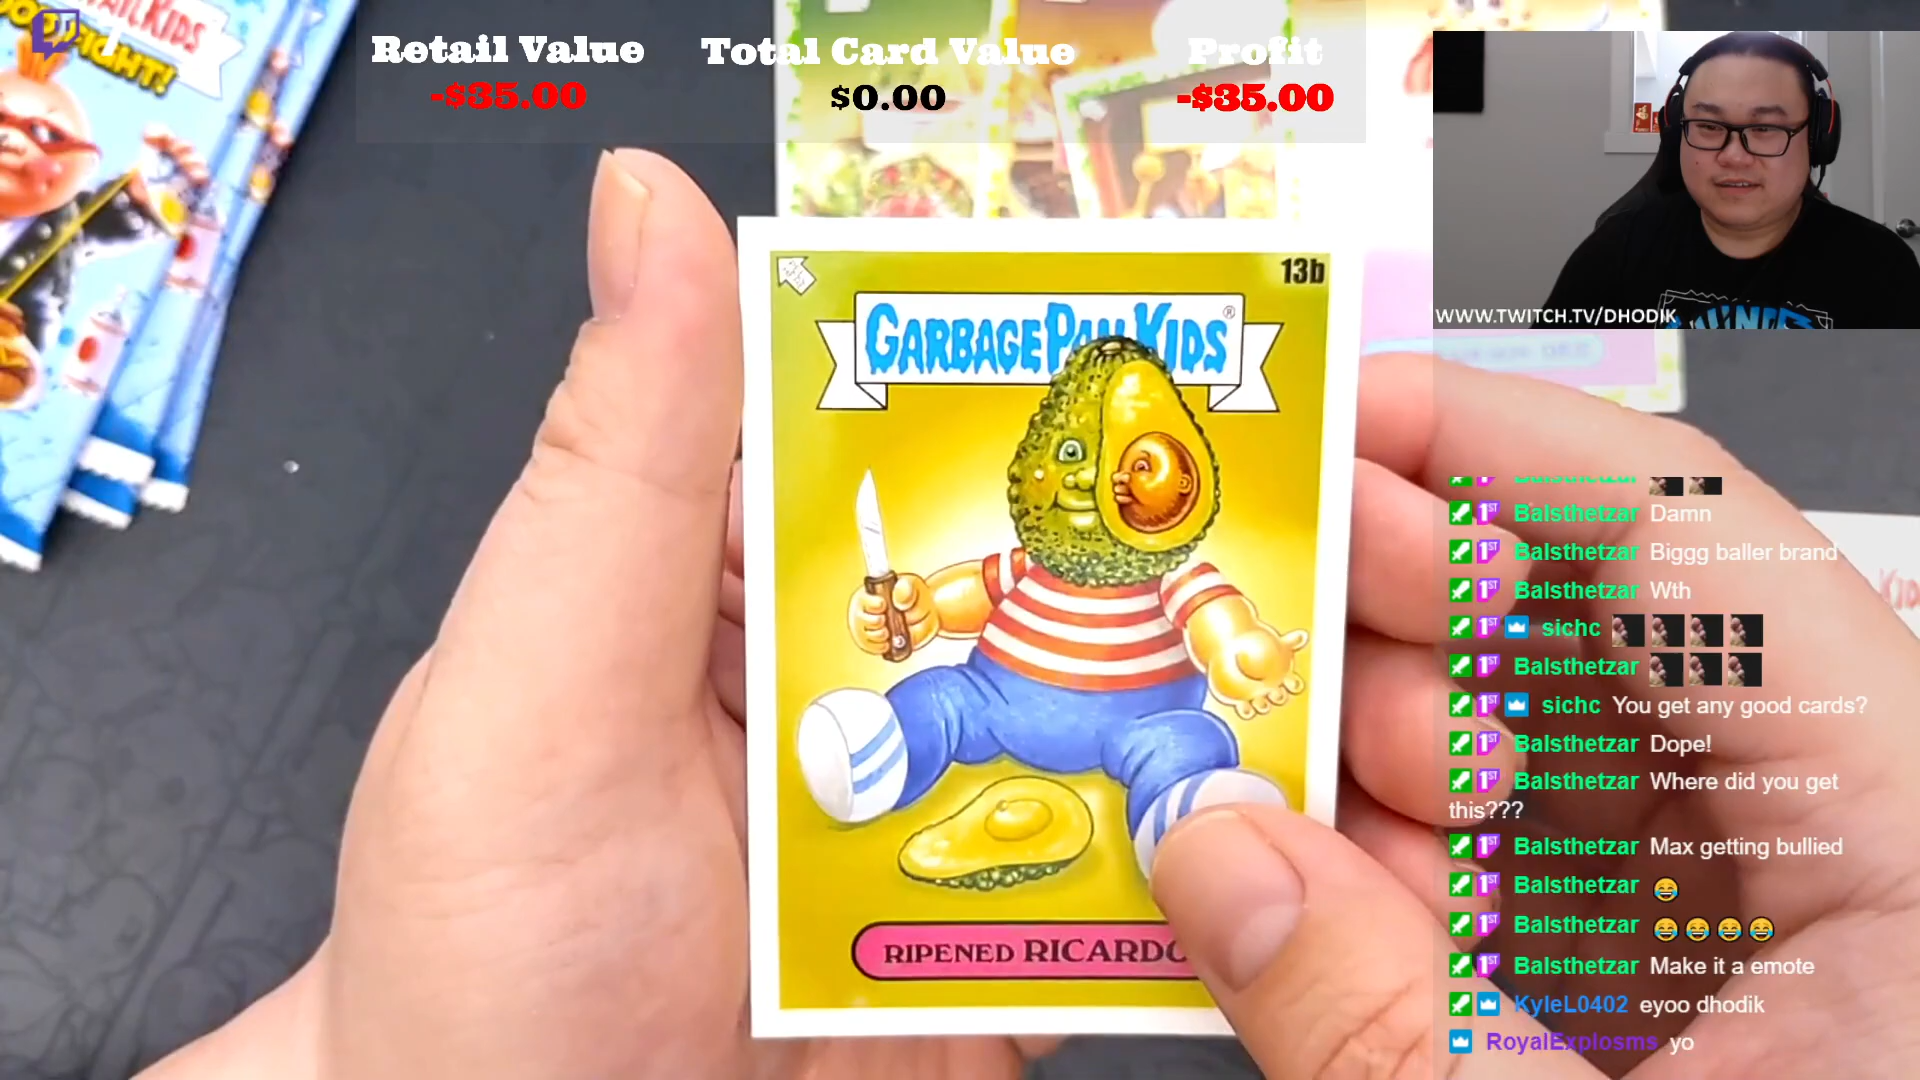 Retail Value
Total Card Value
Profit
-$35.00
$0.00
-$35.00
FIGHT!
KIDS
13b
GARBAGE PAIL KIDS®
RIPENED RICARDO
WWW.TWITCH.TV/DHODIK
Balsthetzar Damn
Balsthetzar Biggg baller brand
Balsthetzar Wth
sichc
Balsthetzar
sichc You get any good cards?
Balsthetzar Dope!
Balsthetzar Where did you get
this???
Balsthetzar Max getting bullied
Balsthetzar 😂
Balsthetzar 😂😂😂😂
Balsthetzar Make it a emote
KyleL0402 eyoo dhodik
RoyalExplosms yo